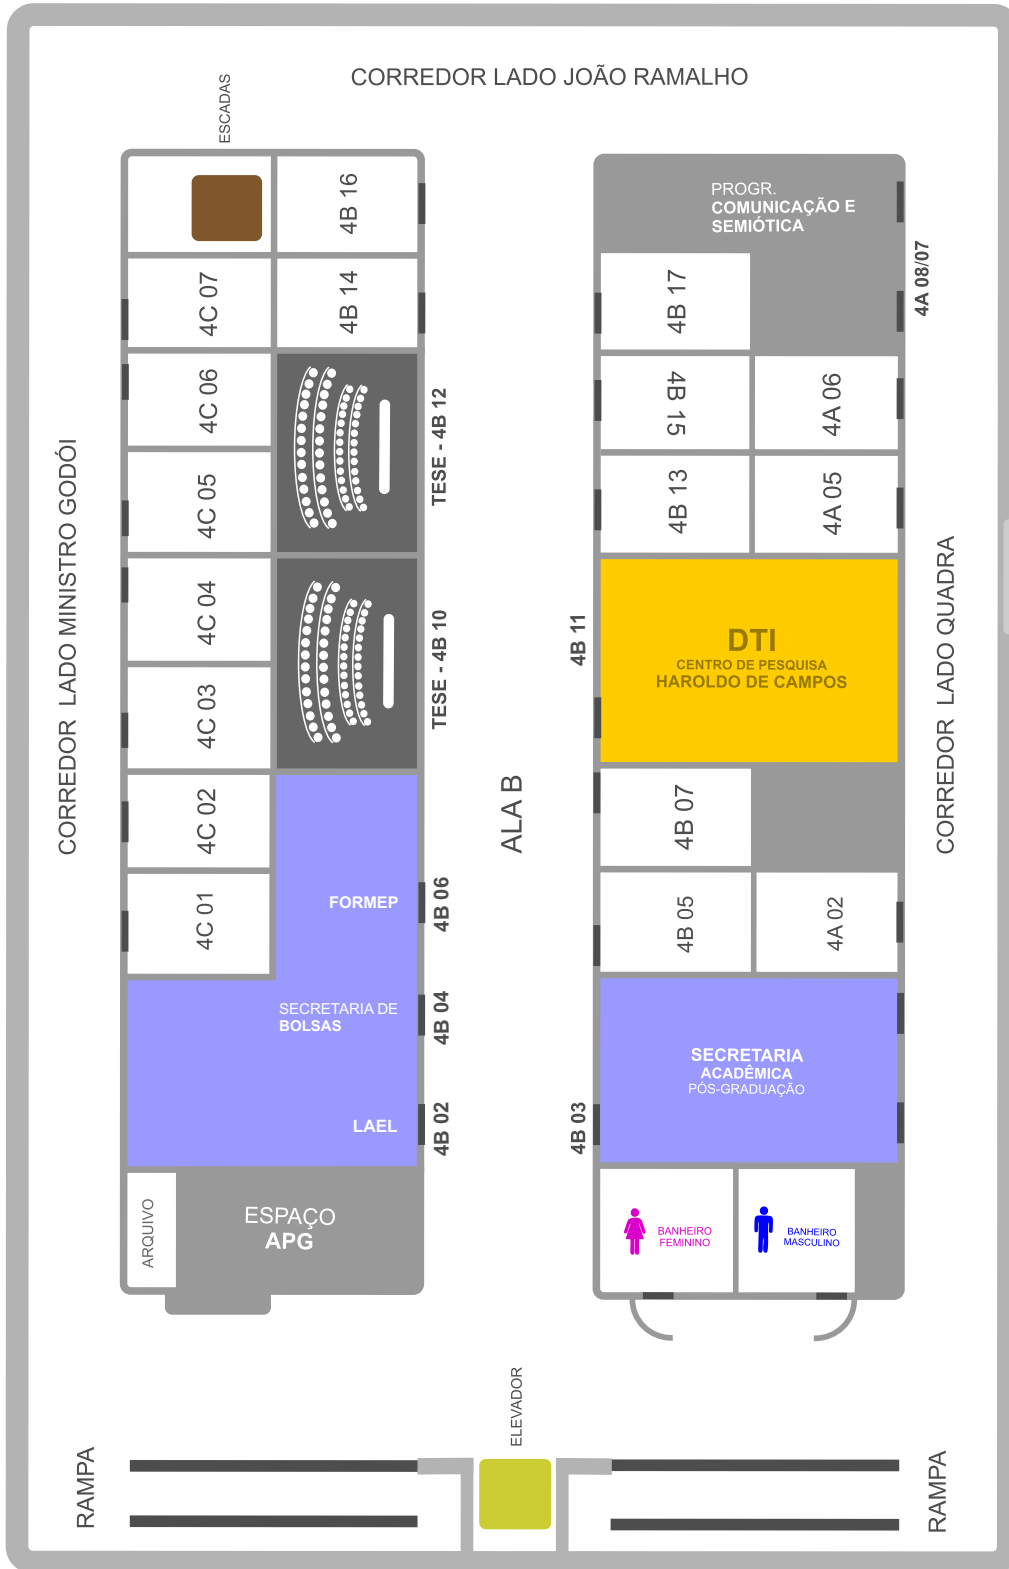 CORREDOR LADO JOÃO RAMALHO
ESCADAS
4B 16
4C 07
4B 14
4C 06
TESE - 4B 12
4C 05
4C 04
TESE - 4B 10
4C 03
4C 02
4C 01
FORMEP
4B 06
SECRETARIA DE
BOLSAS
4B 04
LAEL
4B 02
ARQUIVO
ESPAÇO
APG
CORREDOR LADO MINISTRO GODÓI
ALA B
PROGR.
COMUNICAÇÃO E
SEMIÓTICA
4A 08/07
4B 17
4B 15
4A 06
4B 13
4A 05
4B 11
DTI
CENTRO DE PESQUISA
HAROLDO DE CAMPOS
4B 07
4B 05
4A 02
SECRETARIA
ACADÊMICA
PÓS-GRADUAÇÃO
4B 03
BANHEIRO
FEMININO
BANHEIRO
MASCULINO
CORREDOR LADO QUADRA
ELEVADOR
RAMPA
RAMPA